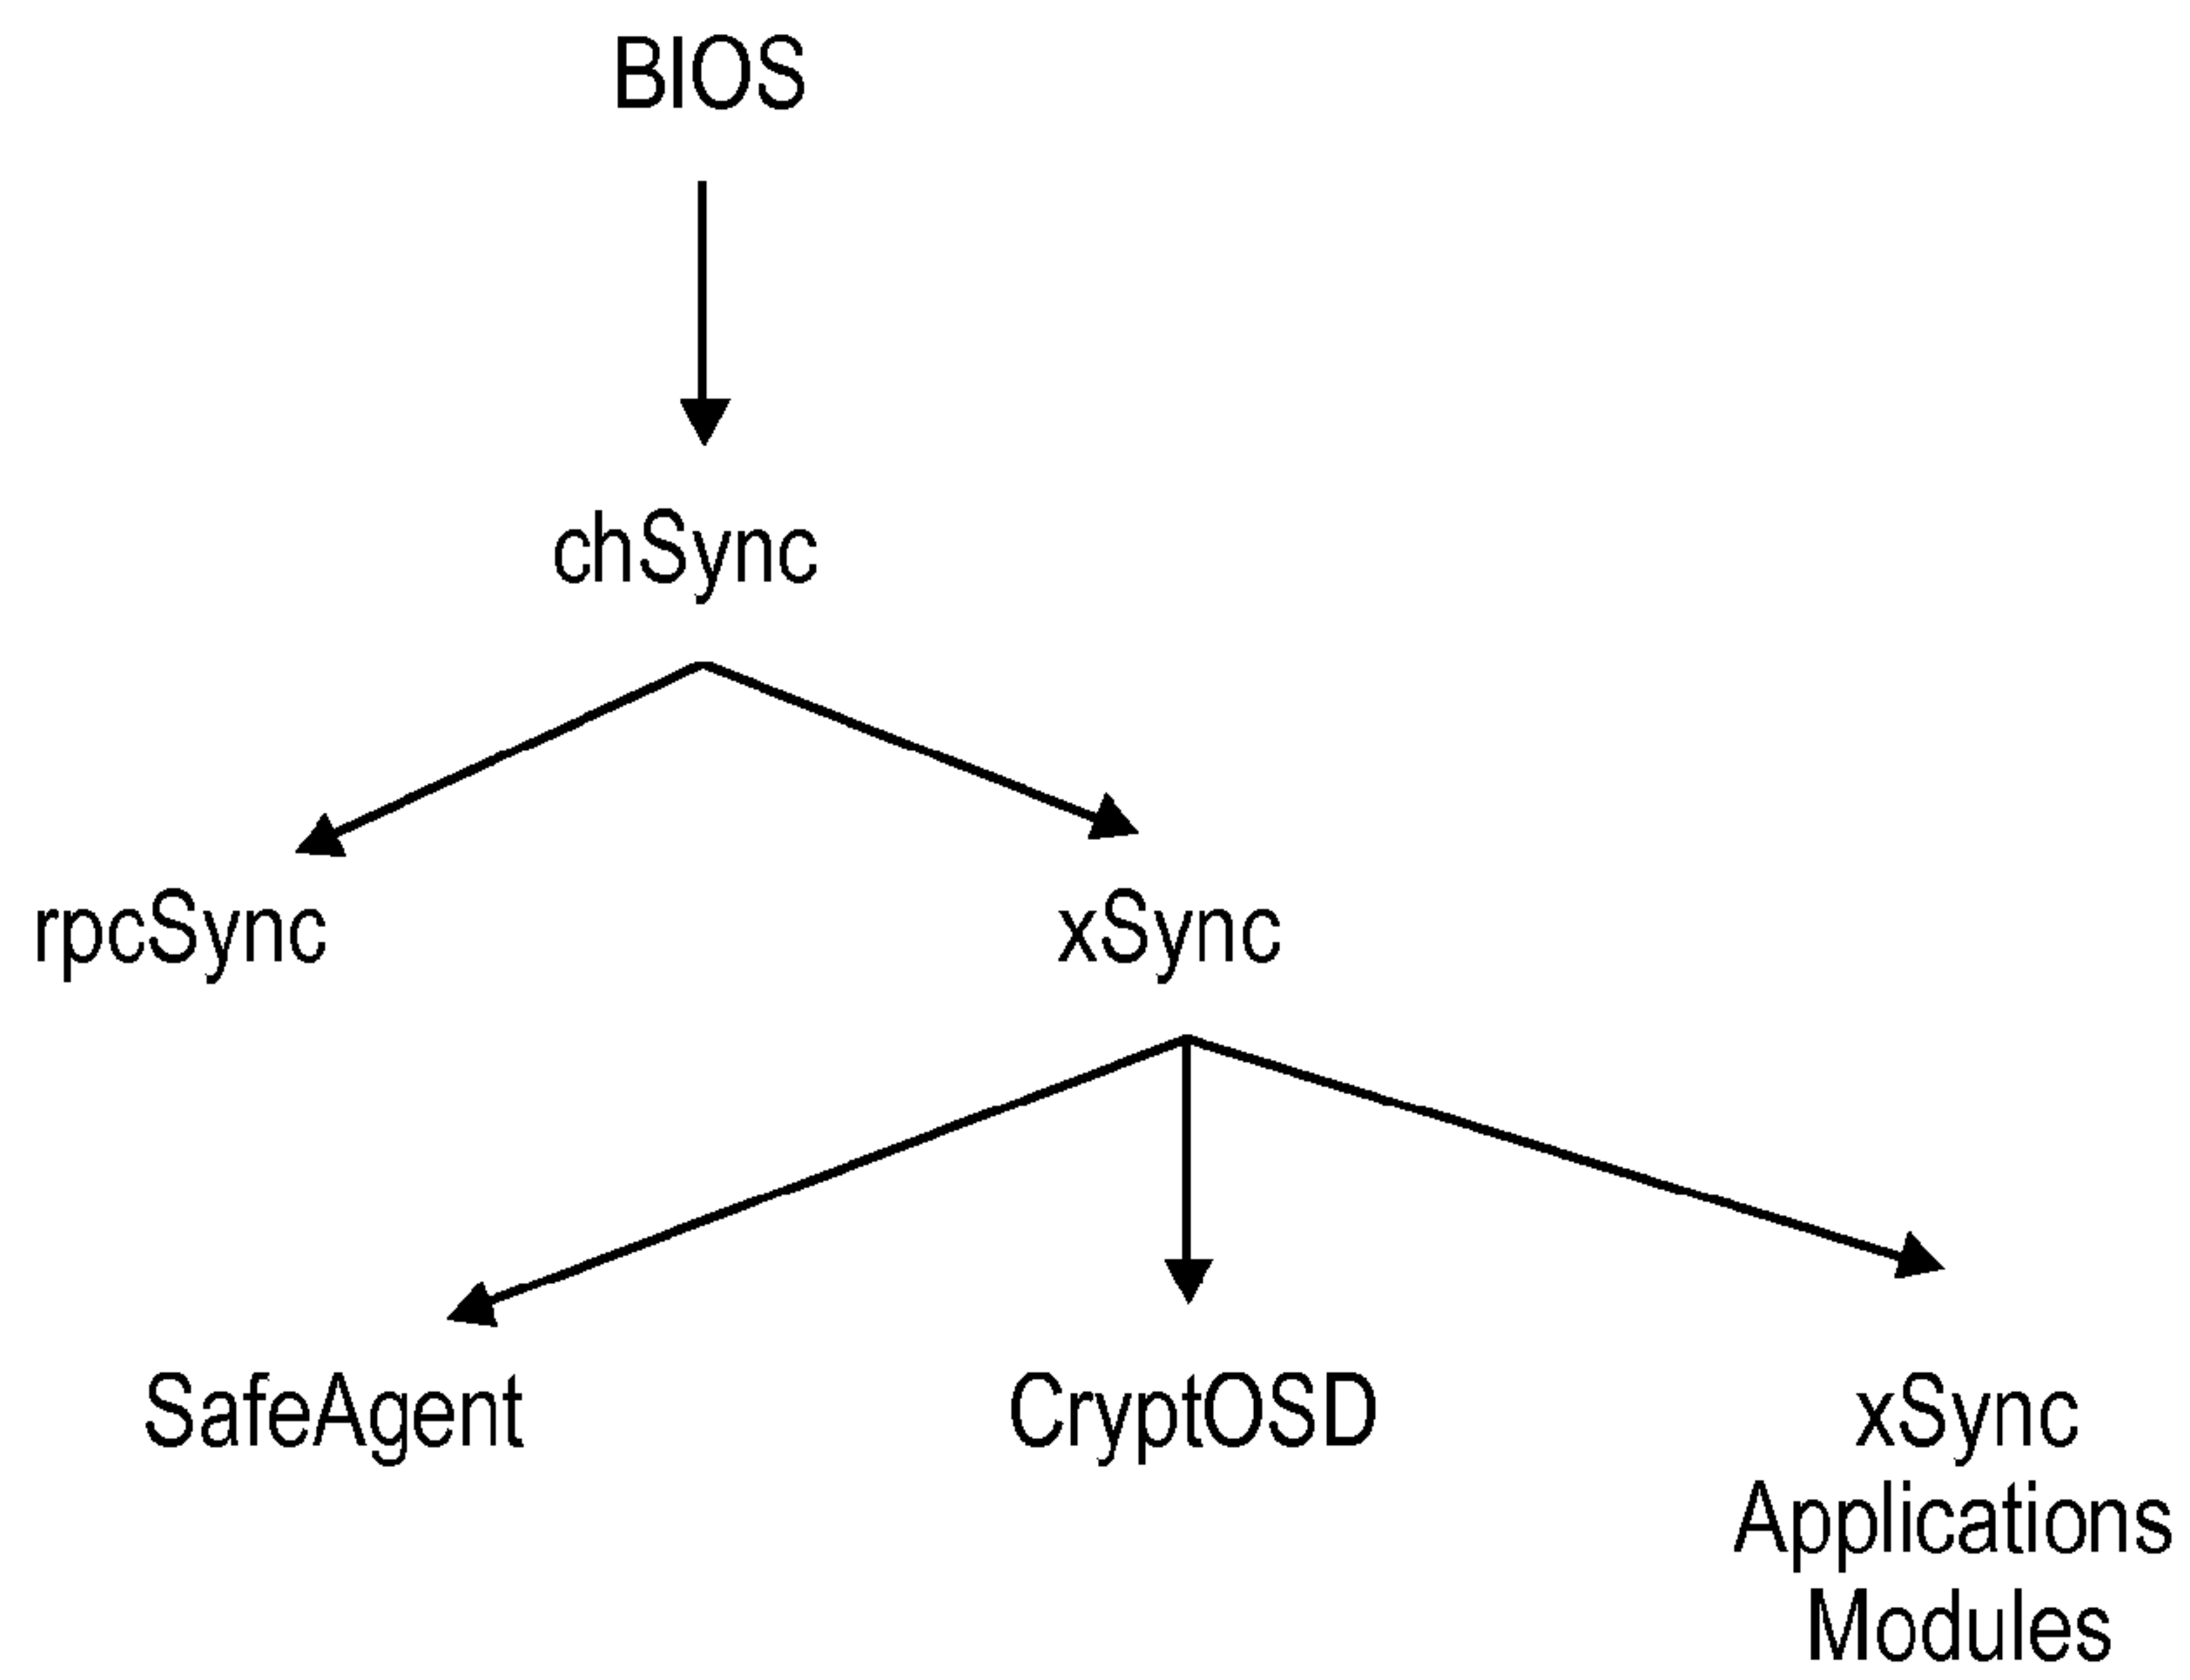 BIOS
chSync
rpcSync
xSync
SafeAgent
CryptOSD
xSync
Applications
Modules